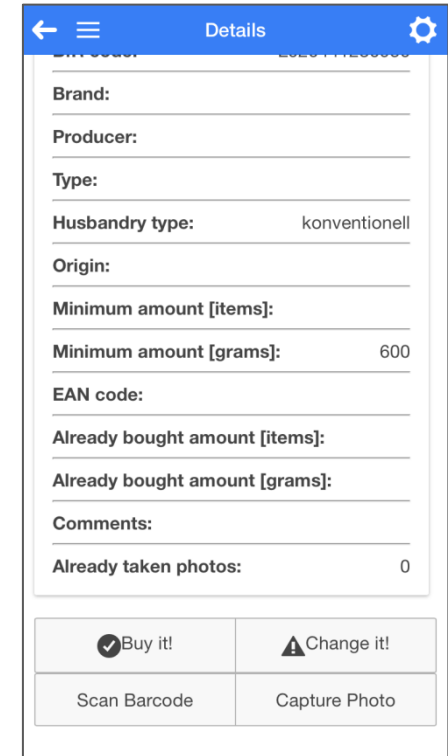 Details
Brand:
Producer:
Type:
Husbandry type: konventionell
Origin:
Minimum amount [items]:
Minimum amount [grams]: 600
EAN code:
Already bought amount [items]:
Already bought amount [grams]:
Comments:
Already taken photos: 0
Buy it! Change it!
Scan Barcode Capture Photo